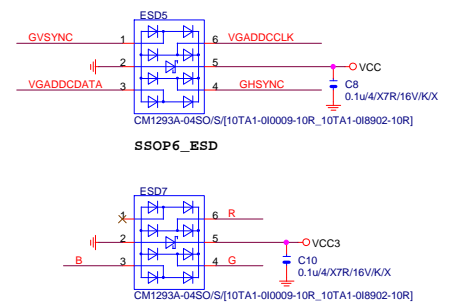 ESD5
GVSYNC 1 6 VGADDCCLK
2 5 VCC
VGADDCDATA 3 4 GHSYNC C8
0.1u/4/X7R/16V/K/X
CM1293A-04SO/S/[10TA1-0I0009-10R_10TA1-0I8902-10R]
SSOP6_ESD
ESD7
1 6 R
2 5 VCC3
B 3 4 G C10
0.1u/4/X7R/16V/K/X
CM1293A-04SO/S/[10TA1-0I0009-10R_10TA1-0I8902-10R]